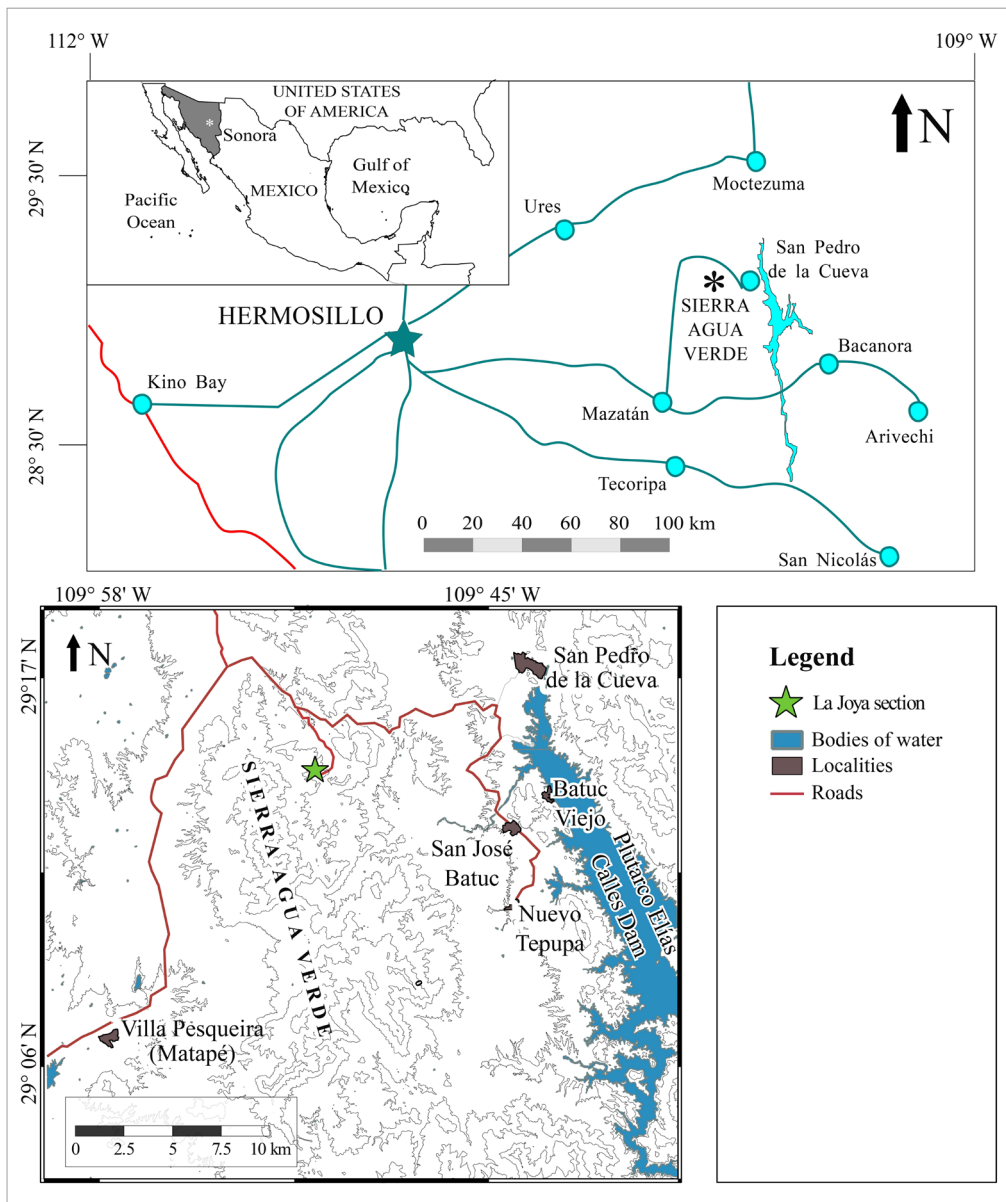 112° W
109° W
29° 30' N
28° 30' N
UNITED STATES
OF AMERICA
*
Sonora
Gulf of
Mexico
MEXICO
Pacific
Ocean
N
Moctezuma
Ures
San Pedro
de la Cueva
*
SIERRA
AGUA
VERDE
HERMOSILLO
Bacanora
Kino Bay
Mazatán
Arivechi
Tecoripa
0 20 40 60 80 100 km
San Nicolás
109° 58' W
109° 45' W
29° 17' N
29° 06' N
N
San Pedro
de la Cueva
SIERRA AGUA VERDE
Batuc
Viejo
San José
Batuc
Plutarco Elías
Calles Dam
Nuevo
Tepupa
Villa Pesqueira
(Matapé)
0 2.5 5 7.5 10 km
Legend
La Joya section
Bodies of water
Localities
Roads